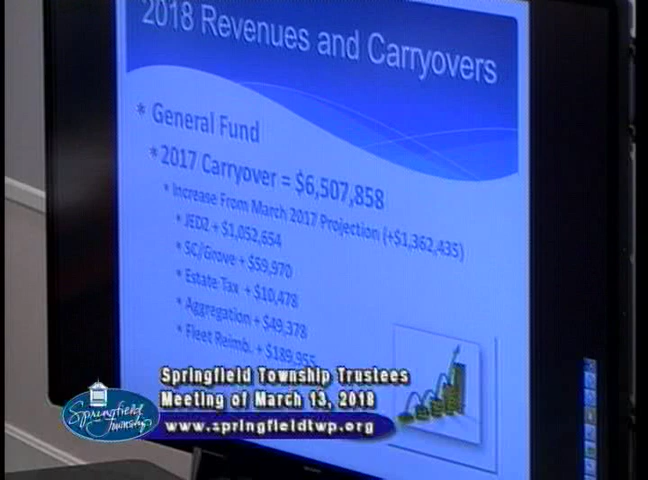 2018 Revenues and Carryovers
* General Fund
* 2017 Carryover = $6,507,858
* Increase From March 2017 Projection (+$1,362,435)
* JEDZ + $1,052,654
* SC/Grove + $59,970
* Estate Tax + $10,478
* Aggregation + $49,378
* Fleet Reimb. + $189,955
Springfield Township Trustees
Meeting of March 13, 2018
www.springfieldtwp.org
Springfield
Township